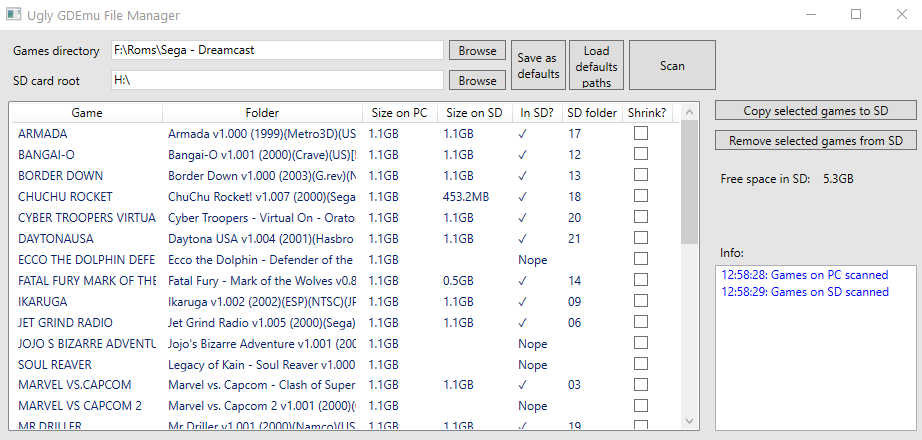 Ugly GDEmu File Manager
Games directory F:\Roms\Sega - Dreamcast Browse Save as defaults Load defaults paths Scan
SD card root H:\ Browse
Game Folder Size on PC Size on SD In SD? SD folder Shrink?
ARMADA Armada v1.000 (1999)(Metro3D)(US 1.1GB 1.1GB ✓ 17
BANGAI-O Bangai-O v1.001 (2000)(Crave)(US)[! 1.1GB 1.1GB ✓ 12
BORDER DOWN Border Down v1.000 (2003)(G.rev)(N 1.1GB 1.1GB ✓ 13
CHUCHU ROCKET ChuChu Rocket! v1.007 (2000)(Sega 1.1GB 453.2MB ✓ 18
CYBER TROOPERS VIRTUA Cyber Troopers - Virtual On - Orato 1.1GB 1.1GB ✓ 20
DAYTONAUSA Daytona USA v1.004 (2001)(Hasbro 1.1GB 1.1GB ✓ 21
ECCO THE DOLPHIN DEFE Ecco the Dolphin - Defender of the 1.1GB Nope
FATAL FURY MARK OF THE Fatal Fury - Mark of the Wolves v0.8 1.1GB 0.5GB ✓ 14
IKARUGA Ikaruga v1.002 (2002)(ESP)(NTSC)(JP 1.1GB 1.1GB ✓ 09
JET GRIND RADIO Jet Grind Radio v1.005 (2000)(Sega) 1.1GB 1.1GB ✓ 06
JOJO S BIZARRE ADVENTU Jojo's Bizarre Adventure v1.001 (200 1.1GB Nope
SOUL REAVER Legacy of Kain - Soul Reaver v1.000 1.1GB Nope
MARVEL VS.CAPCOM Marvel vs. Capcom - Clash of Super 1.1GB 1.1GB ✓ 03
MARVEL VS CAPCOM 2 Marvel vs. Capcom 2 v1.001 (2000)( 1.1GB Nope
MR DRILLER Mr Driller v1.001 (2000)(Namco)(US 1.1GB 1.1GB ✓ 19
Copy selected games to SD
Remove selected games from SD
Free space in SD: 5.3GB
Info:
12:58:28: Games on PC scanned
12:58:29: Games on SD scanned